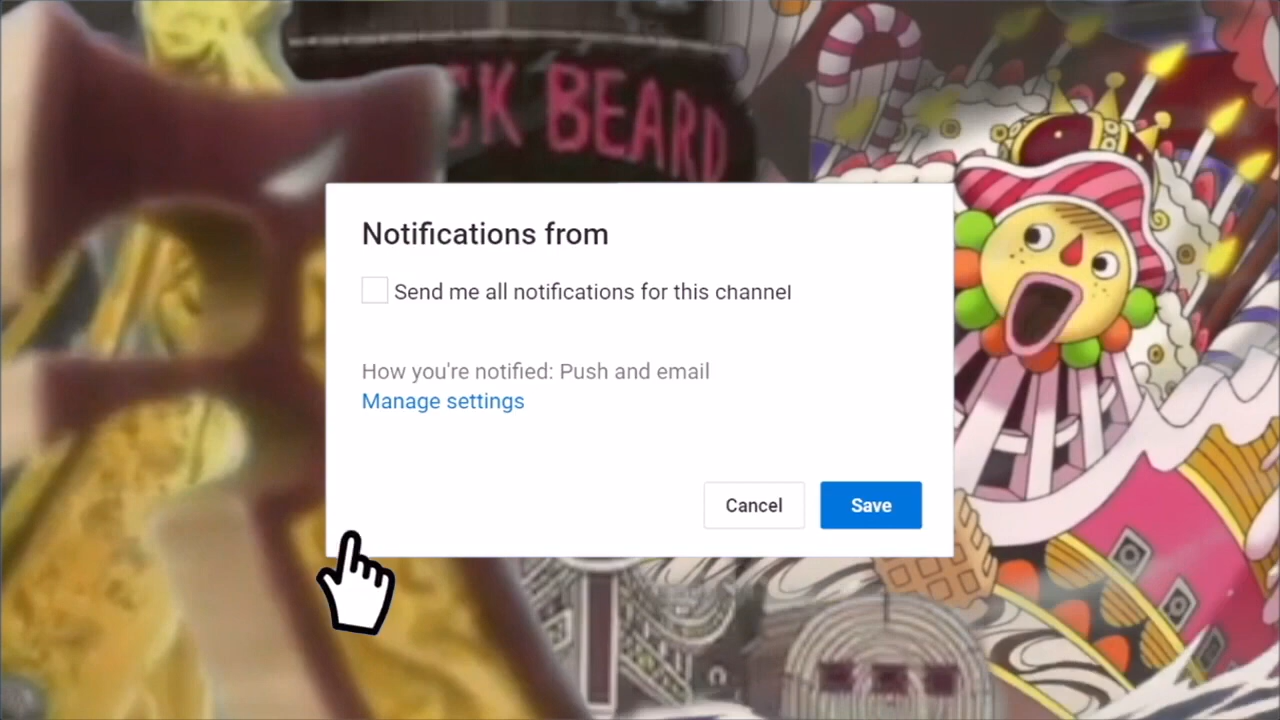 CK BEARD
Notifications from
Send me all notifications for this channel
How you're notified: Push and email
Manage settings
Cancel
Save